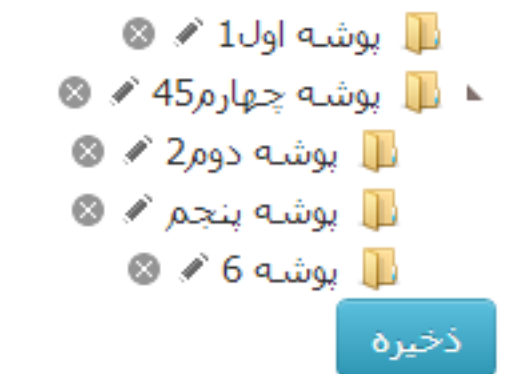 پوشه اول1
پوشه چهارم45
پوشه دوم2
پوشه پنجم
پوشه 6
ذخیره